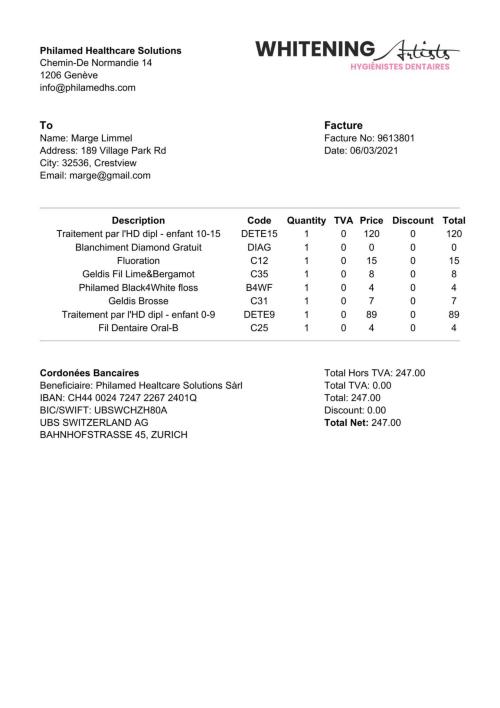 Philamed Healthcare Solutions
Chemin-De Normandie 14
1206 Genève
info@philamedhs.com
WHITENING Artists
HYGIÉNISTES DENTAIRES
To
Name: Marge Limmel
Address: 189 Village Park Rd
City: 32536, Crestview
Email: marge@gmail.com
Facture
Facture No: 9613801
Date: 06/03/2021
Description Code Quantity TVA Price Discount Total
Traitement par l'HD dipl - enfant 10-15 DETE15 1 0 120 0 120
Blanchiment Diamond Gratuit DIAG 1 0 0 0 0
Fluoration C12 1 0 15 0 15
Geldis Fil Lime&Bergamot C35 1 0 8 0 8
Philamed Black4White floss B4WF 1 0 4 0 4
Geldis Brosse C31 1 0 7 0 7
Traitement par l'HD dipl - enfant 0-9 DETE9 1 0 89 0 89
Fil Dentaire Oral-B C25 1 0 4 0 4
Cordonées Bancaires
Beneficiaire: Philamed Healtcare Solutions Sàrl
IBAN: CH44 0024 7247 2267 2401Q
BIC/SWIFT: UBSWCHZH80A
UBS SWITZERLAND AG
BAHNHOFSTRASSE 45, ZURICH
Total Hors TVA: 247.00
Total TVA: 0.00
Total: 247.00
Discount: 0.00
Total Net: 247.00